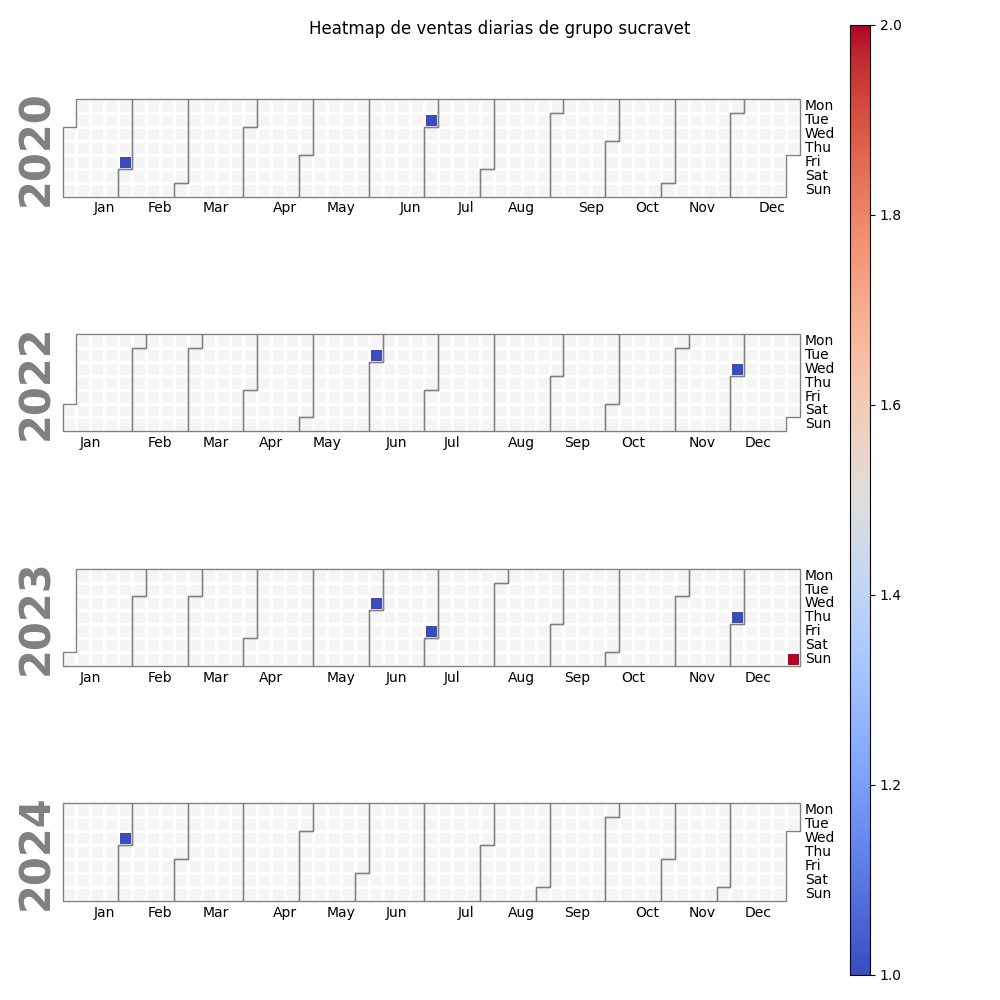 Heatmap de ventas diarias de grupo sucravet
2.0
1.8
1.6
1.4
1.2
1.0
2020
Mon
Tue
Wed
Thu
Fri
Sat
Sun
Jan Feb Mar Apr May Jun Jul Aug Sep Oct Nov Dec
2022
Mon
Tue
Wed
Thu
Fri
Sat
Sun
Jan Feb Mar Apr May Jun Jul Aug Sep Oct Nov Dec
2023
Mon
Tue
Wed
Thu
Fri
Sat
Sun
Jan Feb Mar Apr May Jun Jul Aug Sep Oct Nov Dec
2024
Mon
Tue
Wed
Thu
Fri
Sat
Sun
Jan Feb Mar Apr May Jun Jul Aug Sep Oct Nov Dec